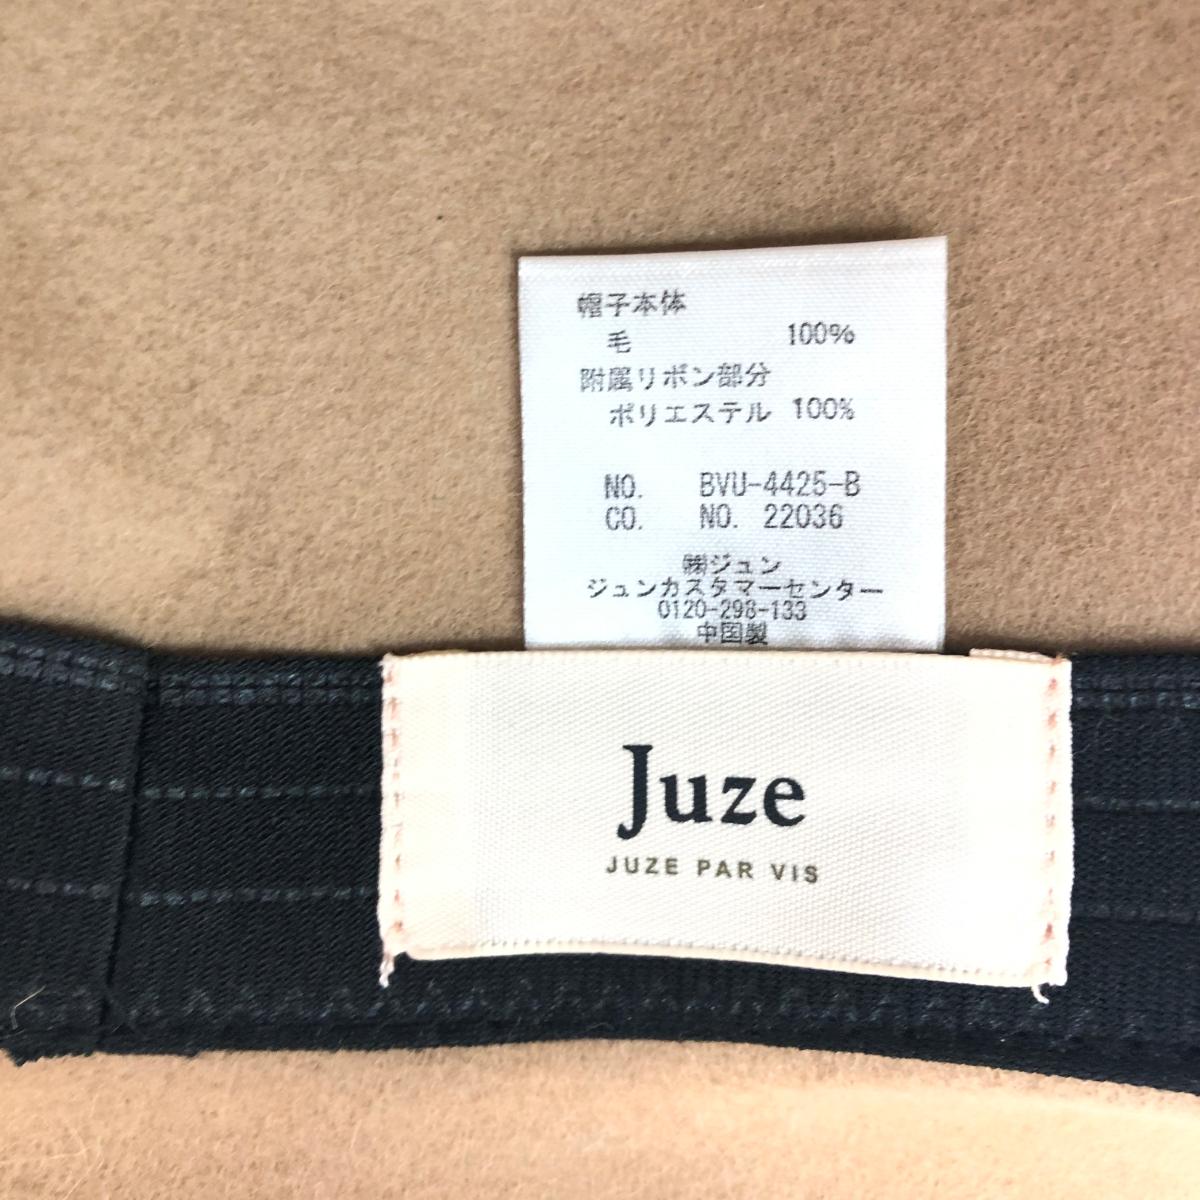 帽子本体
毛 100%
附属リボン部分
ポリエステル 100%
NO. BVU-4425-B
CO. NO. 22036
㈱ジュン
ジュンカスタマーセンター
0120-298-133
中国製
Juze
JUZE PAR VIS